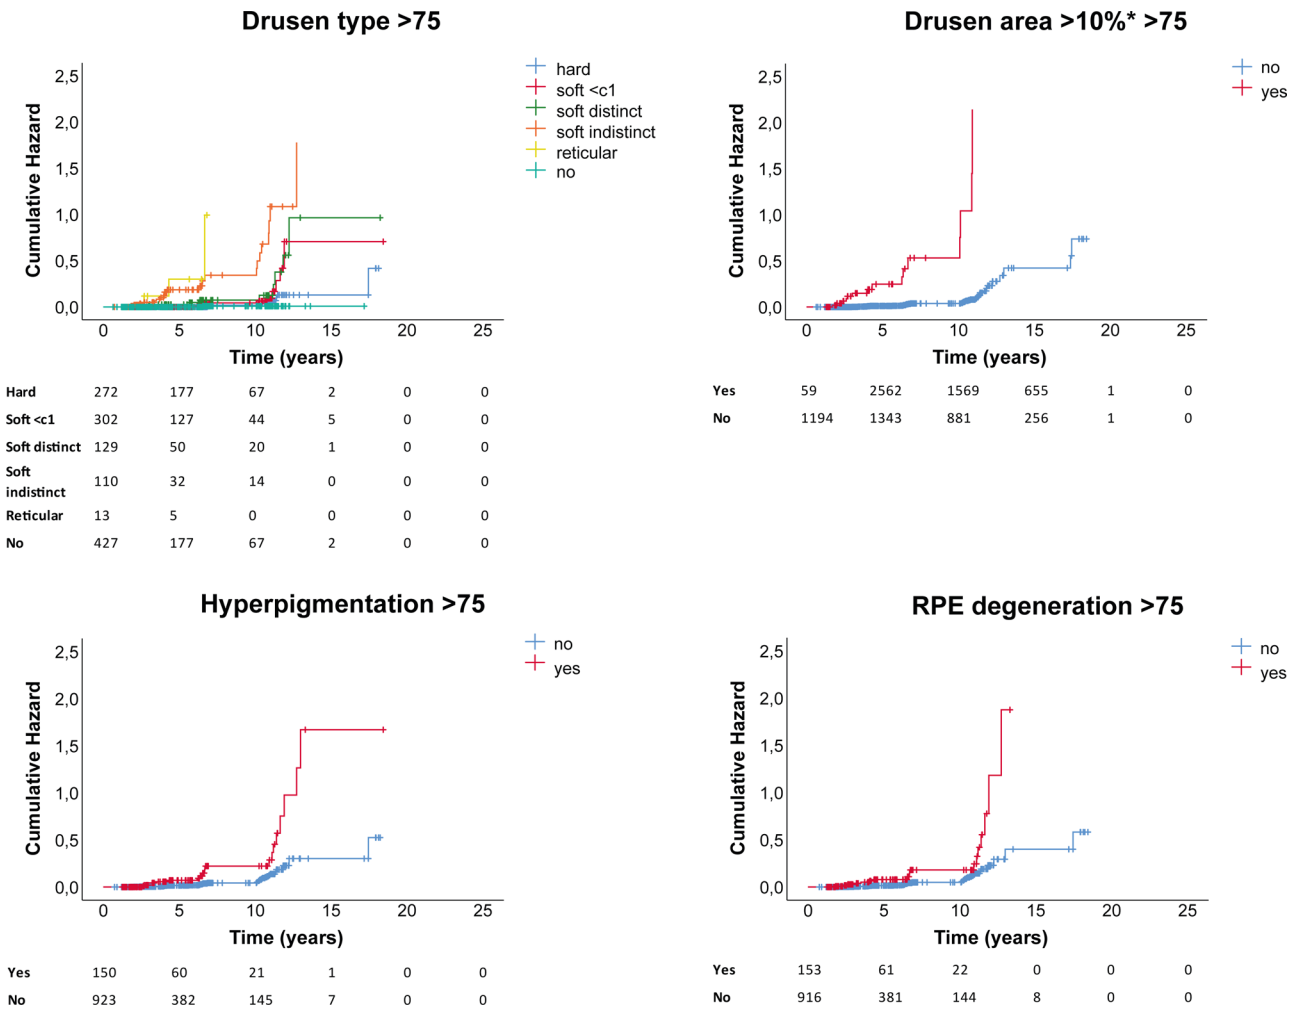 Drusen type >75
Cumulative Hazard
2,5
2,0
1,5
1,0
0,5
0,0
0 5 10 15 20 25
Time (years)
hard
soft <c1
soft distinct
soft indistinct
reticular
no
Hard 272 177 67 2 0 0
Soft <c1 302 127 44 5 0 0
Soft distinct 129 50 20 1 0 0
Soft
indistinct 110 32 14 0 0 0
Reticular 13 5 0 0 0 0
No 427 177 67 2 0 0
Drusen area >10%* >75
Cumulative Hazard
2,5
2,0
1,5
1,0
0,5
0,0
0 5 10 15 20 25
Time (years)
no
yes
Yes 59 2562 1569 655 1 0
No 1194 1343 881 256 1 0
Hyperpigmentation >75
Cumulative Hazard
2,5
2,0
1,5
1,0
0,5
0,0
0 5 10 15 20 25
Time (years)
no
yes
Yes 150 60 21 1 0 0
No 923 382 145 7 0 0
RPE degeneration >75
Cumulative Hazard
2,5
2,0
1,5
1,0
0,5
0,0
0 5 10 15 20 25
Time (years)
no
yes
Yes 153 61 22 0 0 0
No 916 381 144 8 0 0